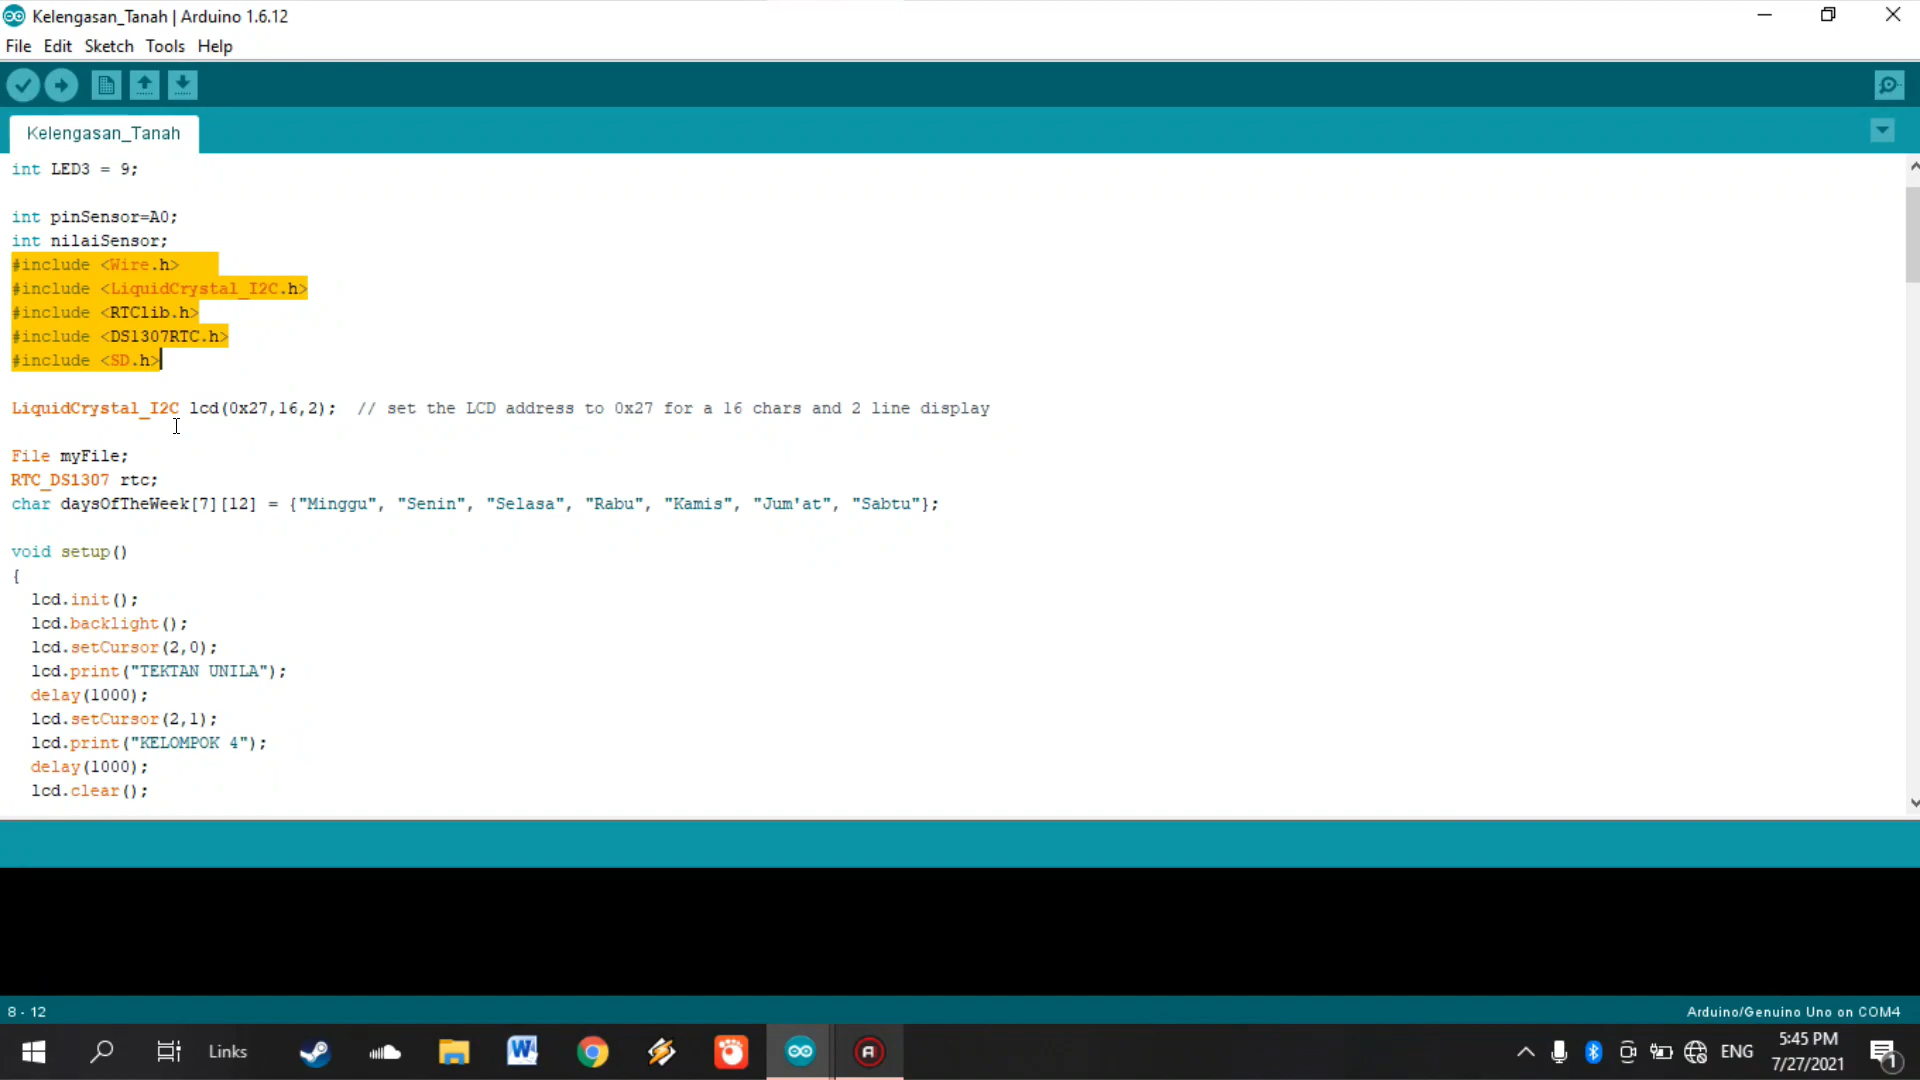 Kelengasan_Tanah | Arduino 1.6.12
File Edit Sketch Tools Help
Kelengasan_Tanah
int LED3 = 9;
int pinSensor=A0;
int nilaiSensor;
#include <Wire.h>
#include <LiquidCrystal_I2C.h>
#include <RTClib.h>
#include <DS1307RTC.h>
#include <SD.h>
LiquidCrystal_I2C lcd(0x27,16,2);  // set the LCD address to 0x27 for a 16 chars and 2 line display
File myFile;
RTC_DS1307 rtc;
char daysOfTheWeek[7][12] = {"Minggu", "Senin", "Selasa", "Rabu", "Kamis", "Jum'at", "Sabtu"};
void setup()
{
  lcd.init();
  lcd.backlight();
  lcd.setCursor(2,0);
  lcd.print("TEKTAN UNILA");
  delay(1000);
  lcd.setCursor(2,1);
  lcd.print("KELOMPOK 4");
  delay(1000);
  lcd.clear();
8 - 12
Arduino/Genuino Uno on COM4
Links
ENG
5:45 PM
7/27/2021
1